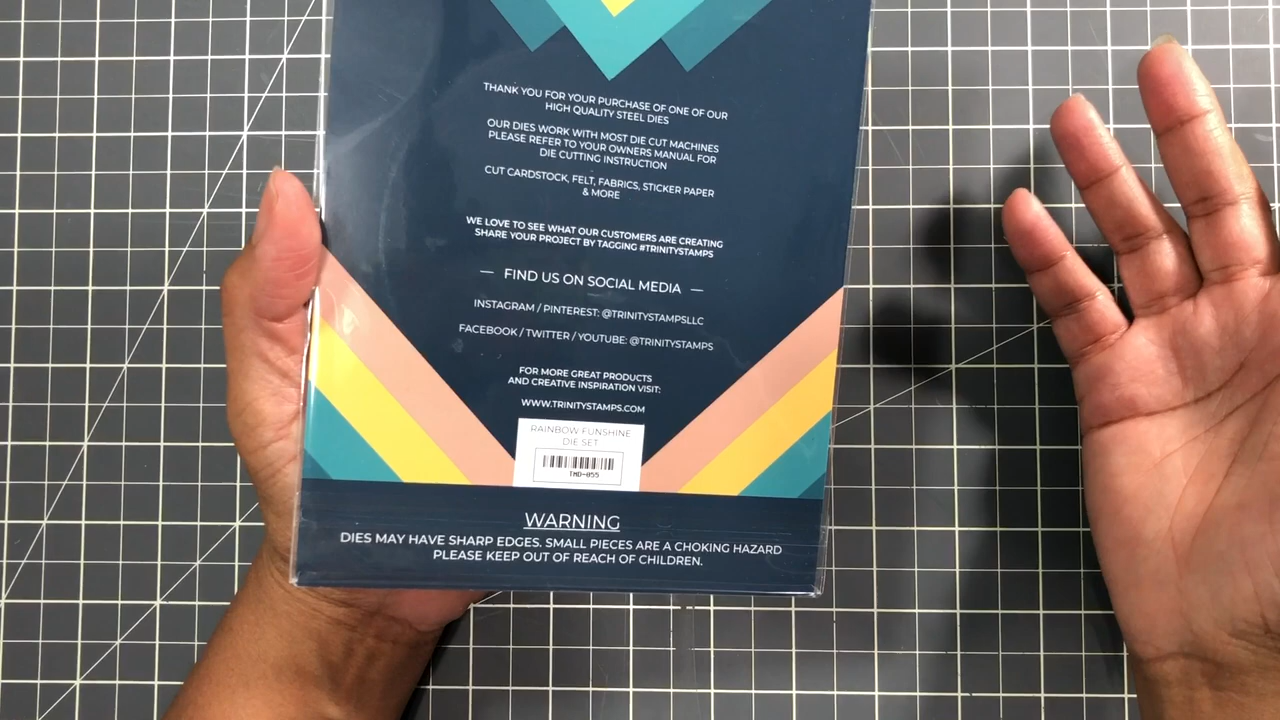 THANK YOU FOR YOUR PURCHASE OF ONE OF OUR
HIGH QUALITY STEEL DIES
OUR DIES WORK WITH MOST DIE CUT MACHINES
PLEASE REFER TO YOUR OWNERS MANUAL FOR
DIE CUTTING INSTRUCTION
CUT CARDSTOCK, FELT, FABRICS, STICKER PAPER
& MORE
WE LOVE TO SEE WHAT OUR CUSTOMERS ARE CREATING
SHARE YOUR PROJECT BY TAGGING #TRINITYSTAMPS
— FIND US ON SOCIAL MEDIA —
INSTAGRAM / PINTEREST: @TRINITYSTAMPSLLC
FACEBOOK / TWITTER / YOUTUBE: @TRINITYSTAMPS
FOR MORE GREAT PRODUCTS
AND CREATIVE INSPIRATION VISIT:
WWW.TRINITYSTAMPS.COM
RAINBOW FUNSHINE
DIE SET
TMD-055
WARNING
DIES MAY HAVE SHARP EDGES. SMALL PIECES ARE A CHOKING HAZARD
PLEASE KEEP OUT OF REACH OF CHILDREN.